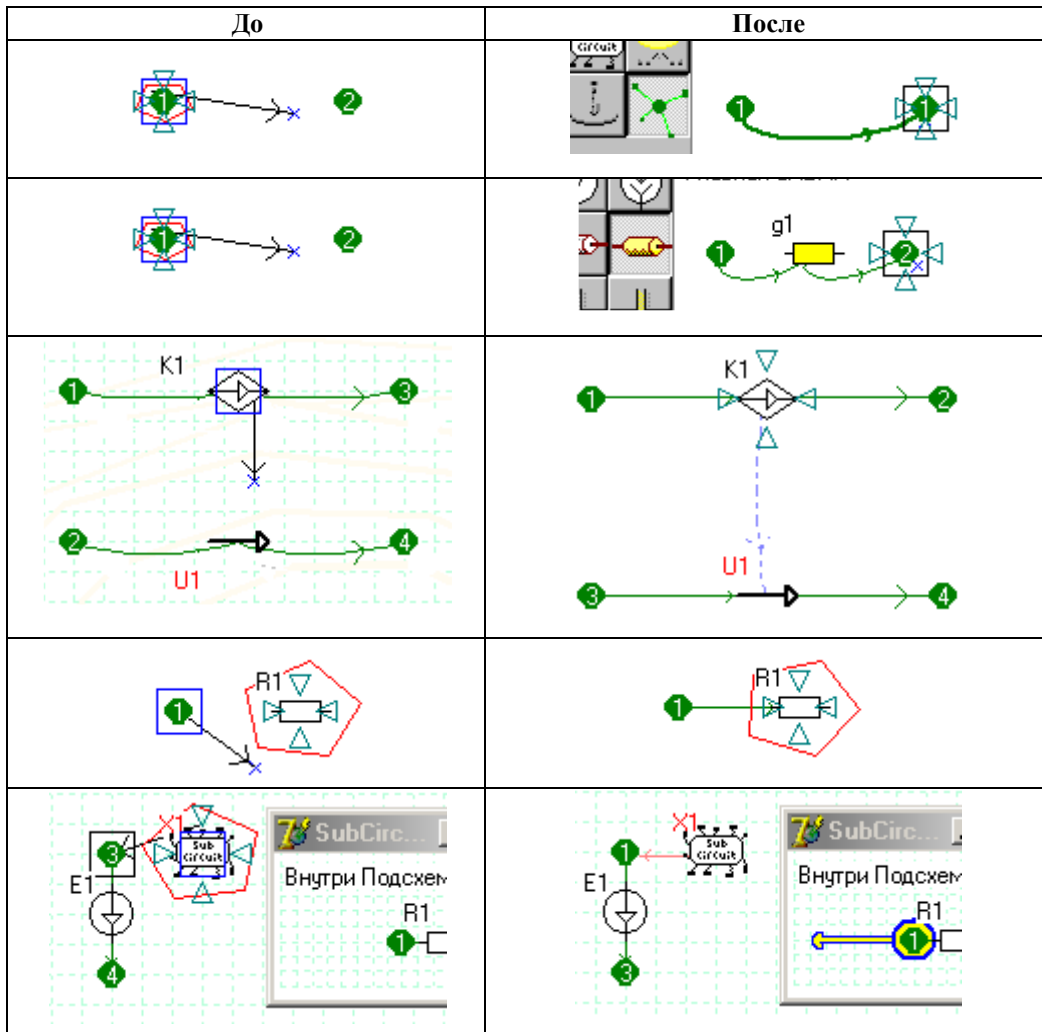 До
После
1
2
Circuit
1
1
1
2
g1
1
2
K1
1
3
2
4
U1
K1
1
2
U1
3
4
R1
1
R1
1
X1
Sub
Circuit
SubCirc...
3
E1
Внутри Подсхем
R1
1
4
X1
Sub
Circuit
SubCirc...
1
E1
Внутри Подсхем
R1
1
3